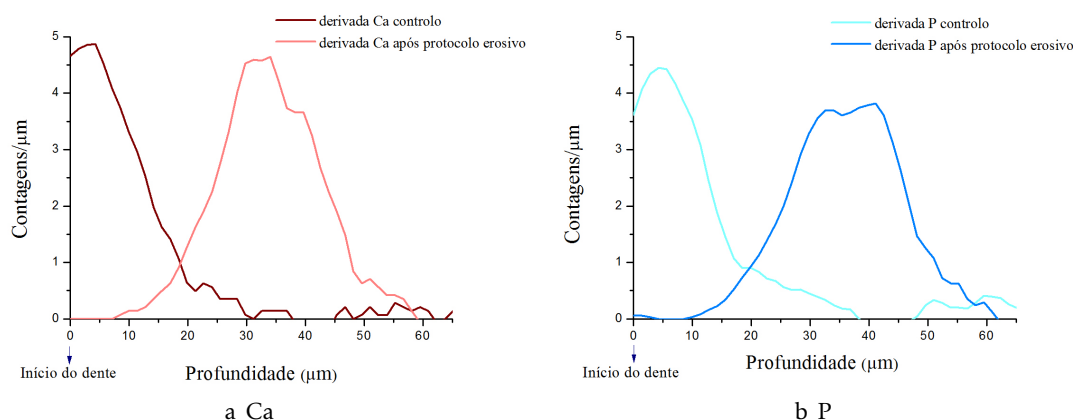 derivada Ca controlo
derivada Ca após protocolo erosivo
Contagens/µm
5
4
3
2
1
0
0 10 20 30 40 50 60
Início do dente
Profundidade (µm)
a Ca
derivada P controlo
derivada P após protocolo erosivo
Contagens/µm
5
4
3
2
1
0
0 10 20 30 40 50 60
Início do dente
Profundidade (µm)
b P